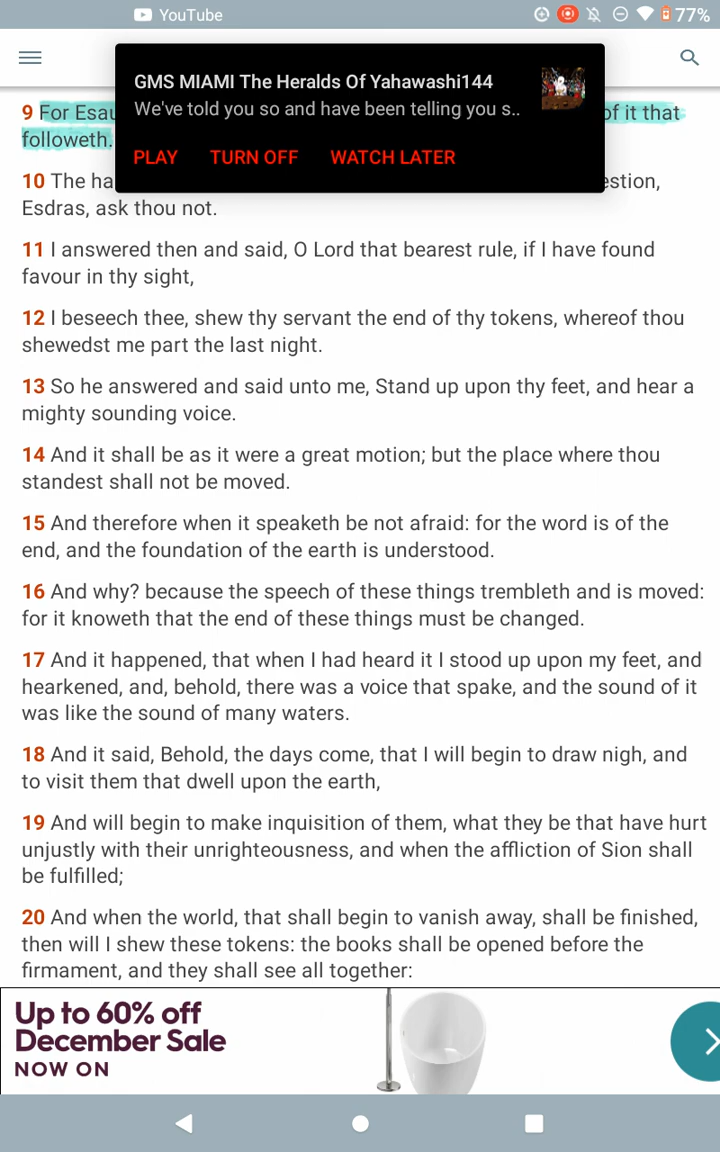 YouTube
77%
GMS MIAMI The Heralds Of Yahawashi144
We've told you so and have been telling you s..
PLAY TURN OFF WATCH LATER
9 For Esau of it that
followeth.
10 The ha estion,
Esdras, ask thou not.
11 I answered then and said, O Lord that bearest rule, if I have found
favour in thy sight,
12 I beseech thee, shew thy servant the end of thy tokens, whereof thou
shewedst me part the last night.
13 So he answered and said unto me, Stand up upon thy feet, and hear a
mighty sounding voice.
14 And it shall be as it were a great motion; but the place where thou
standest shall not be moved.
15 And therefore when it speaketh be not afraid: for the word is of the
end, and the foundation of the earth is understood.
16 And why? because the speech of these things trembleth and is moved:
for it knoweth that the end of these things must be changed.
17 And it happened, that when I had heard it I stood up upon my feet, and
hearkened, and, behold, there was a voice that spake, and the sound of it
was like the sound of many waters.
18 And it said, Behold, the days come, that I will begin to draw nigh, and
to visit them that dwell upon the earth,
19 And will begin to make inquisition of them, what they be that have hurt
unjustly with their unrighteousness, and when the affliction of Sion shall
be fulfilled;
20 And when the world, that shall begin to vanish away, shall be finished,
then will I shew these tokens: the books shall be opened before the
firmament, and they shall see all together:
Up to 60% off
December Sale
NOW ON